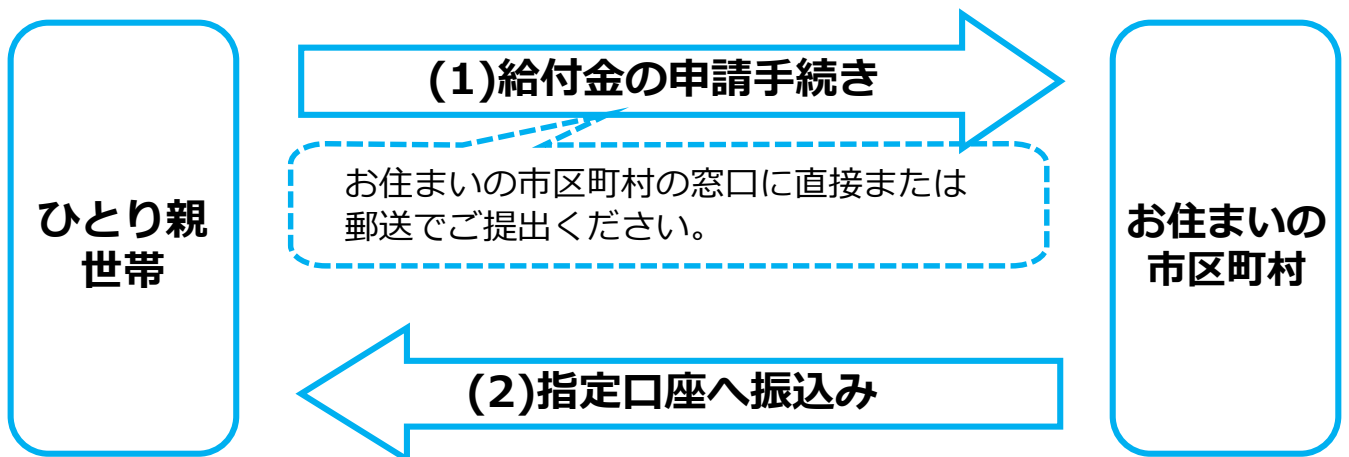 ひとり親
世帯
(1)給付金の申請手続き
お住まいの市区町村の窓口に直接または
郵送でご提出ください。
(2)指定口座へ振込み
お住まいの
市区町村